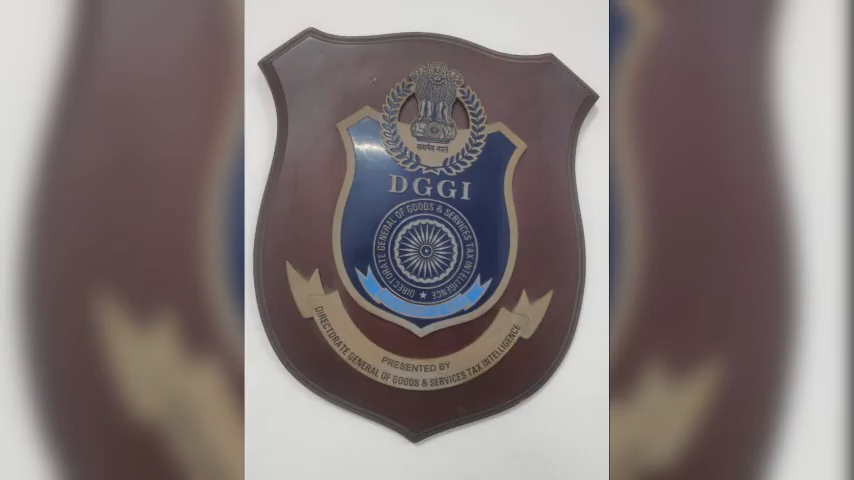 सत्यमेव जयते
DGGI
DIRECTORATE GENERAL OF GOODS & SERVICES TAX INTELLIGENCE ★
PRESENTED BY
DIRECTORATE GENERAL OF GOODS & SERVICES TAX INTELLIGENCE